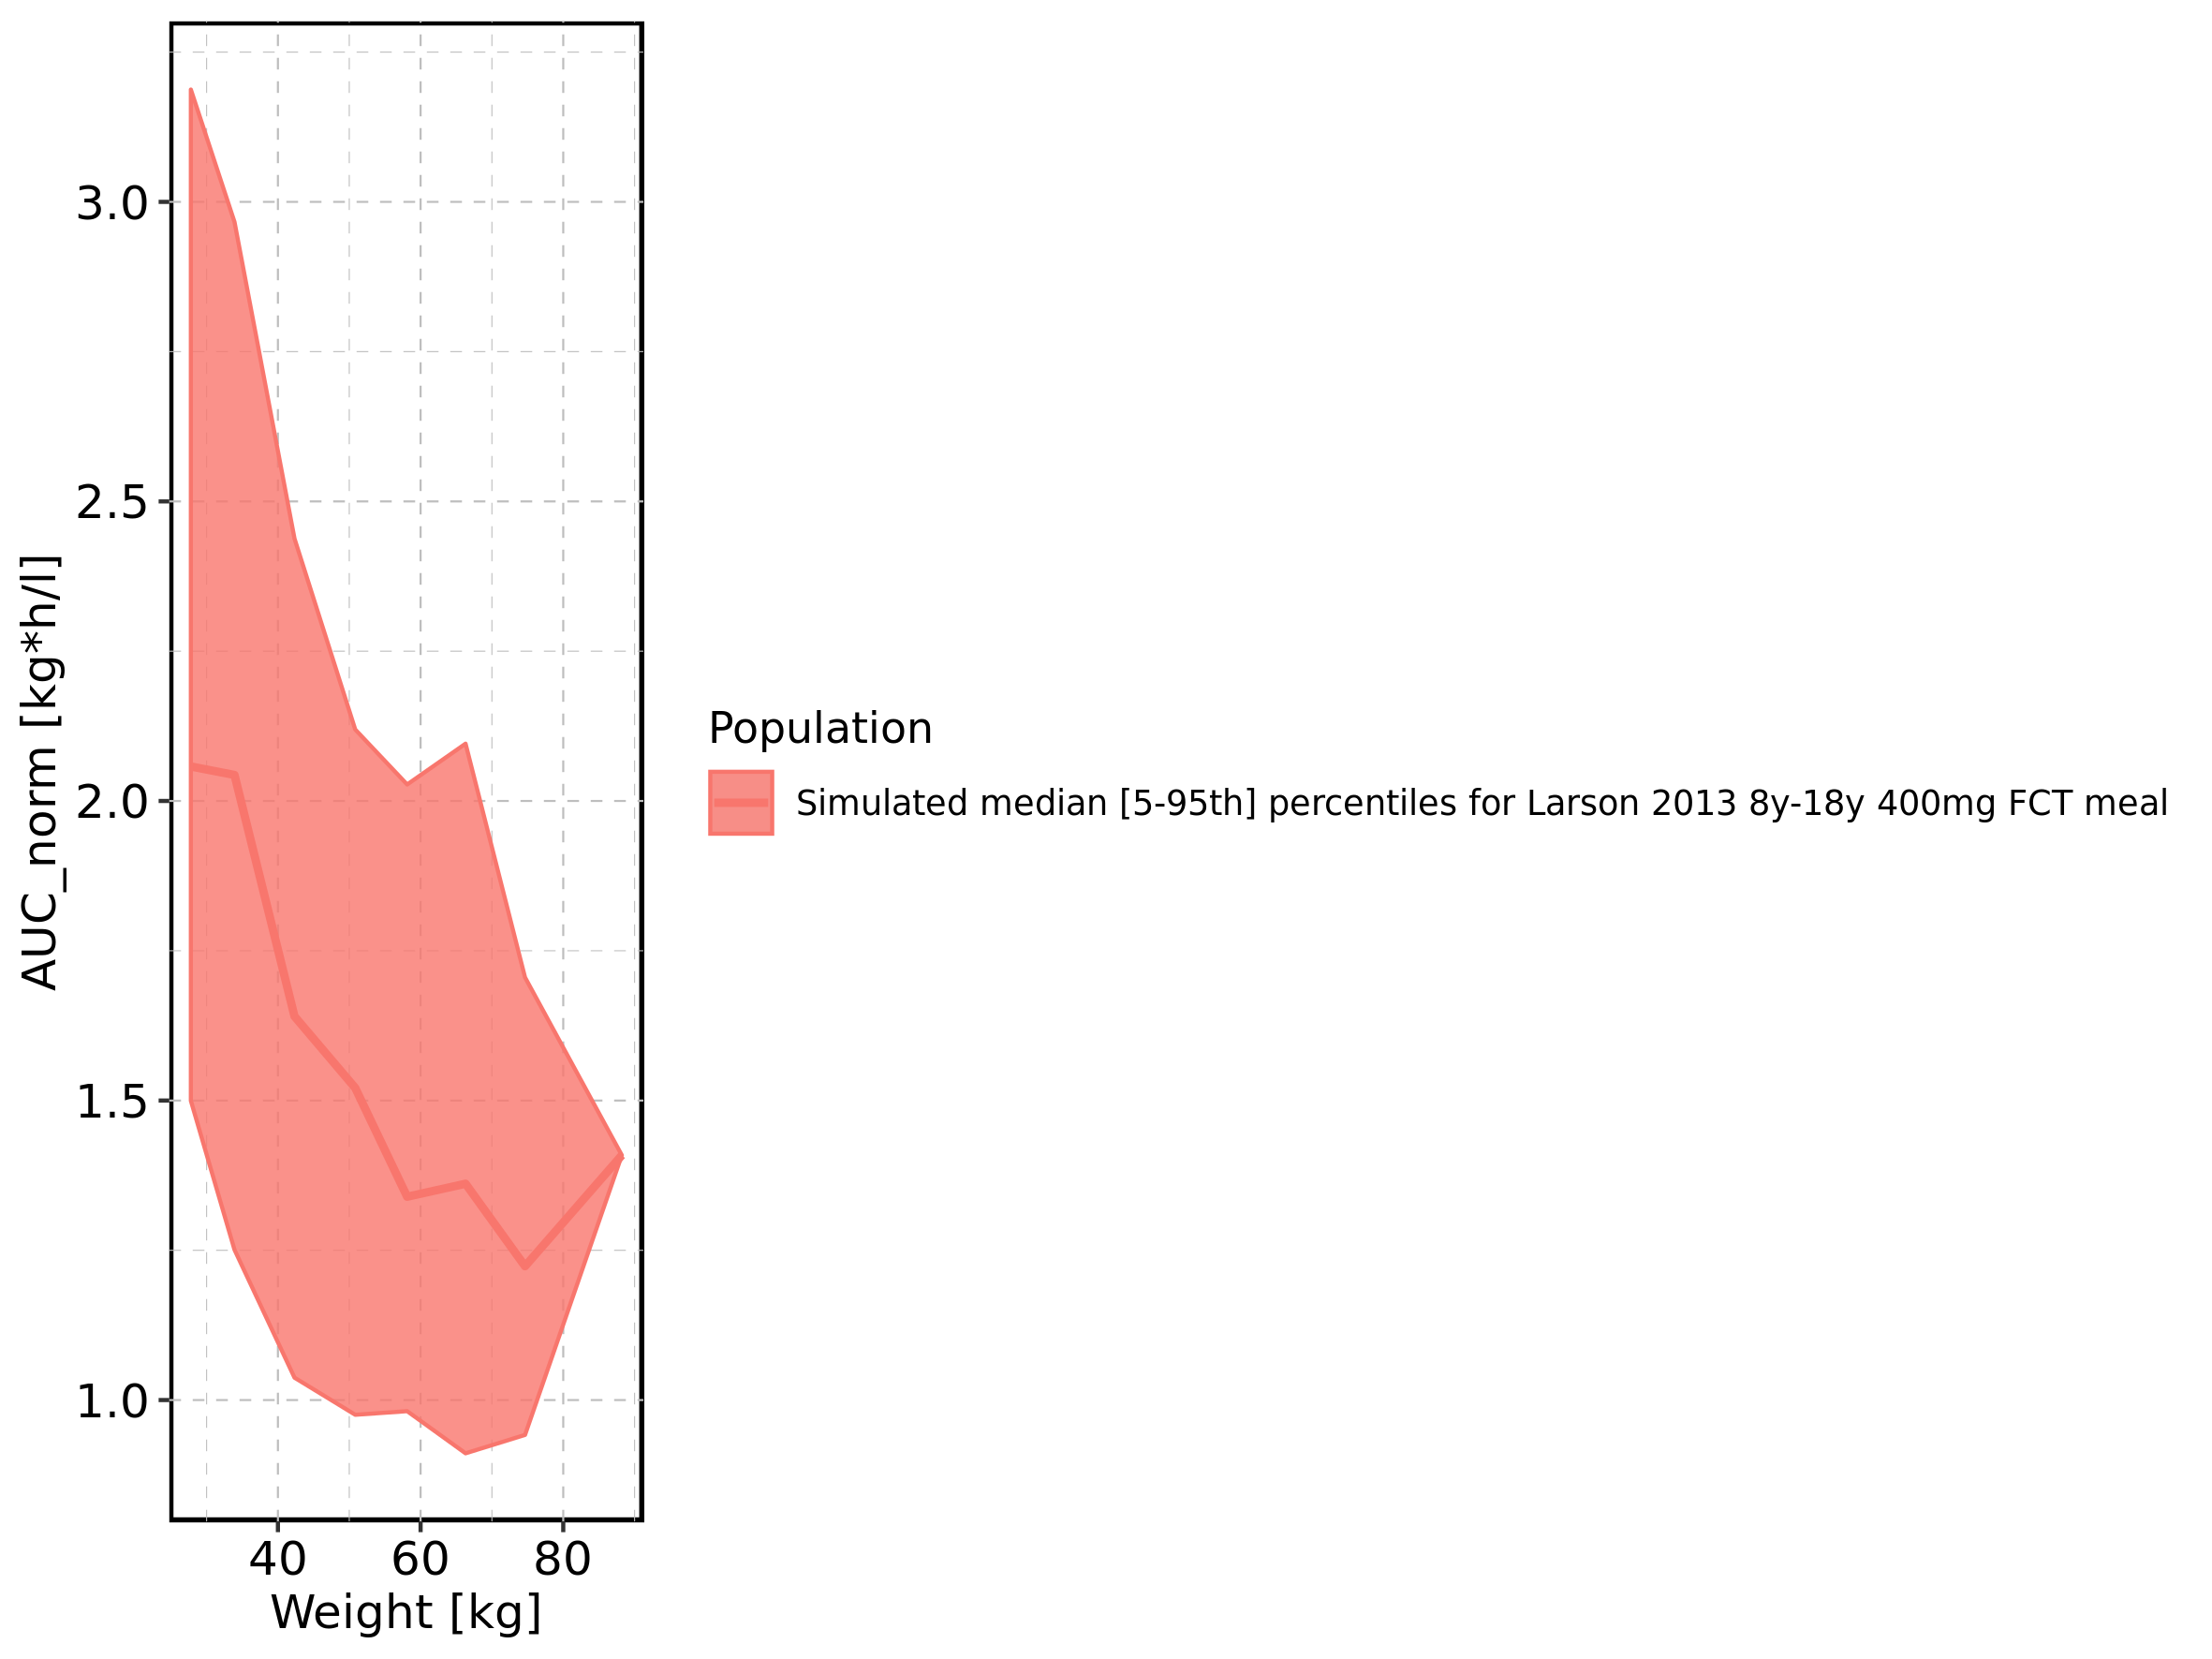 3.0
2.5
2.0
1.5
1.0
AUC_norm [kg*h/l]
40 60 80
Weight [kg]
Population
Simulated median [5-95th] percentiles for Larson 2013 8y-18y 400mg FCT meal